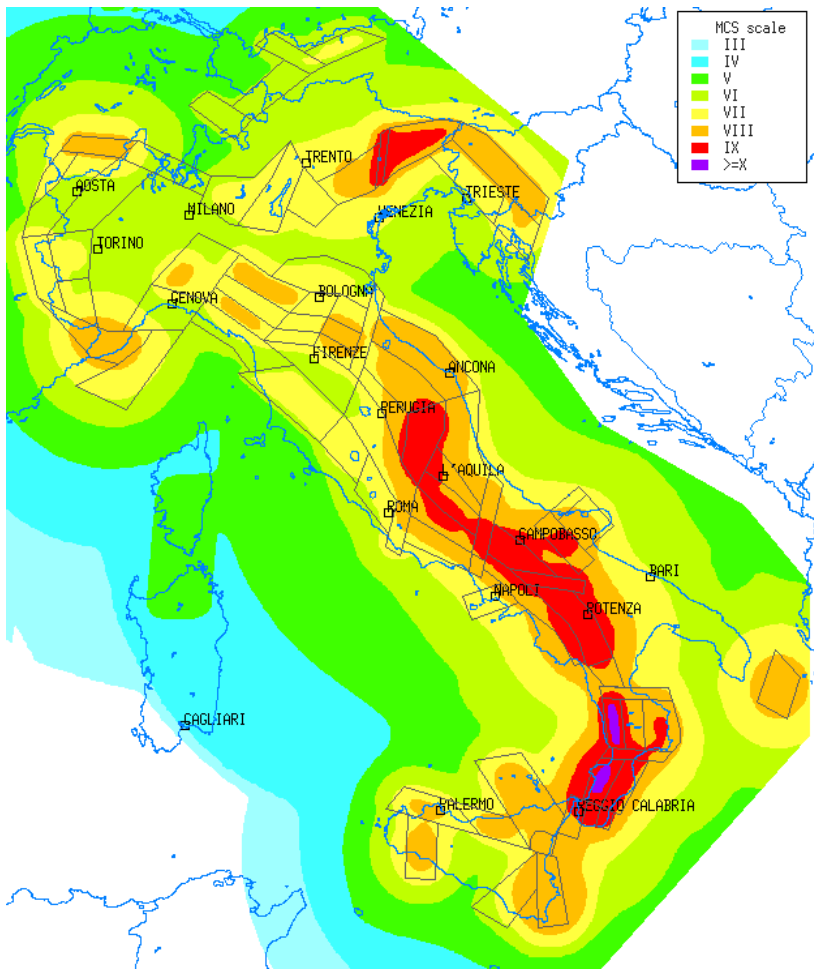 MCS scale
III
IV
V
VI
VII
VIII
IX
>=X
TRENTO
AOSTA
TRIESTE
MILANO
VENEZIA
TORINO
GENOVA
BOLOGNA
FIRENZE
ANCONA
PERUGIA
L'AQUILA
ROMA
CAMPOBASSO
BARI
NAPOLI
POTENZA
CAGLIARI
PALERMO
REGGIO CALABRIA